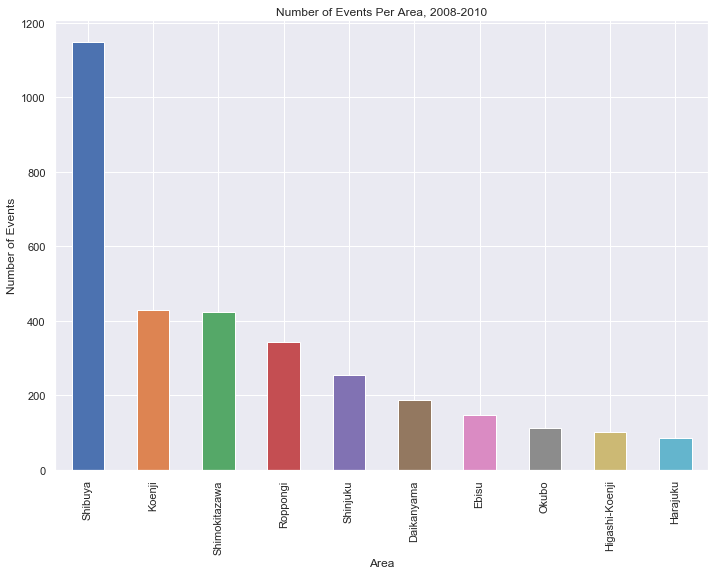 Number of Events Per Area, 2008-2010
Number of Events
1200
1000
800
600
400
200
0
Shibuya
Koenji
Shimokitazawa
Roppongi
Shinjuku
Daikanyama
Ebisu
Okubo
Higashi-Koenji
Harajuku
Area